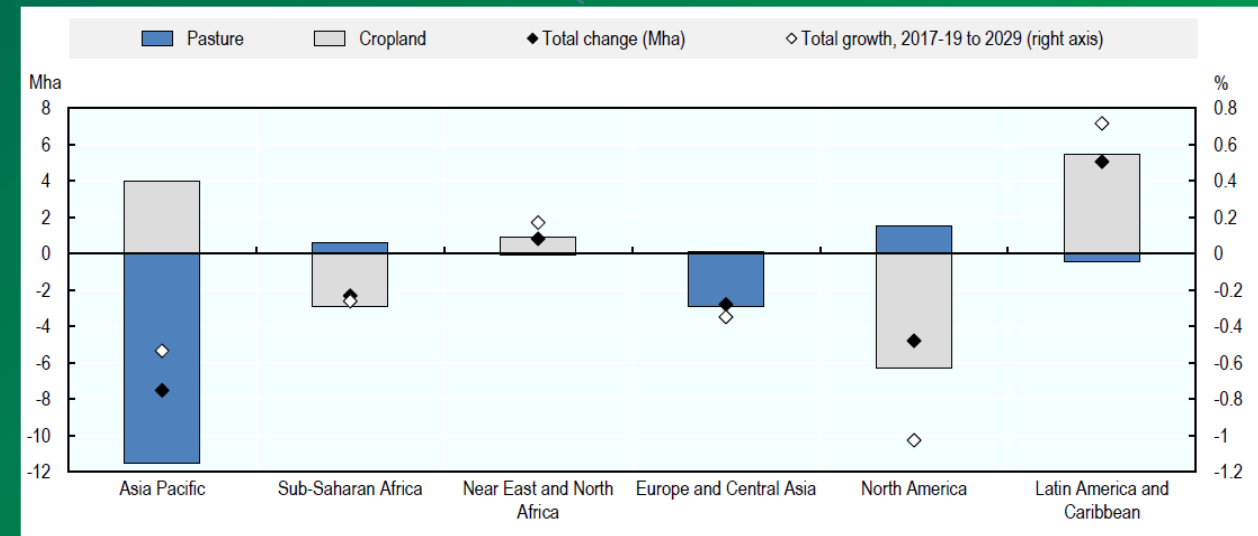 Pasture Cropland Total change (Mha) Total growth, 2017-19 to 2029 (right axis)
Mha %
8 0.8
6 0.6
4 0.4
2 0.2
0 0
-2 -0.2
-4 -0.4
-6 -0.6
-8 -0.8
-10 -1
-12 -1.2
Asia Pacific Sub-Saharan Africa Near East and North Europe and Central Asia North America Latin America and
Africa Caribbean